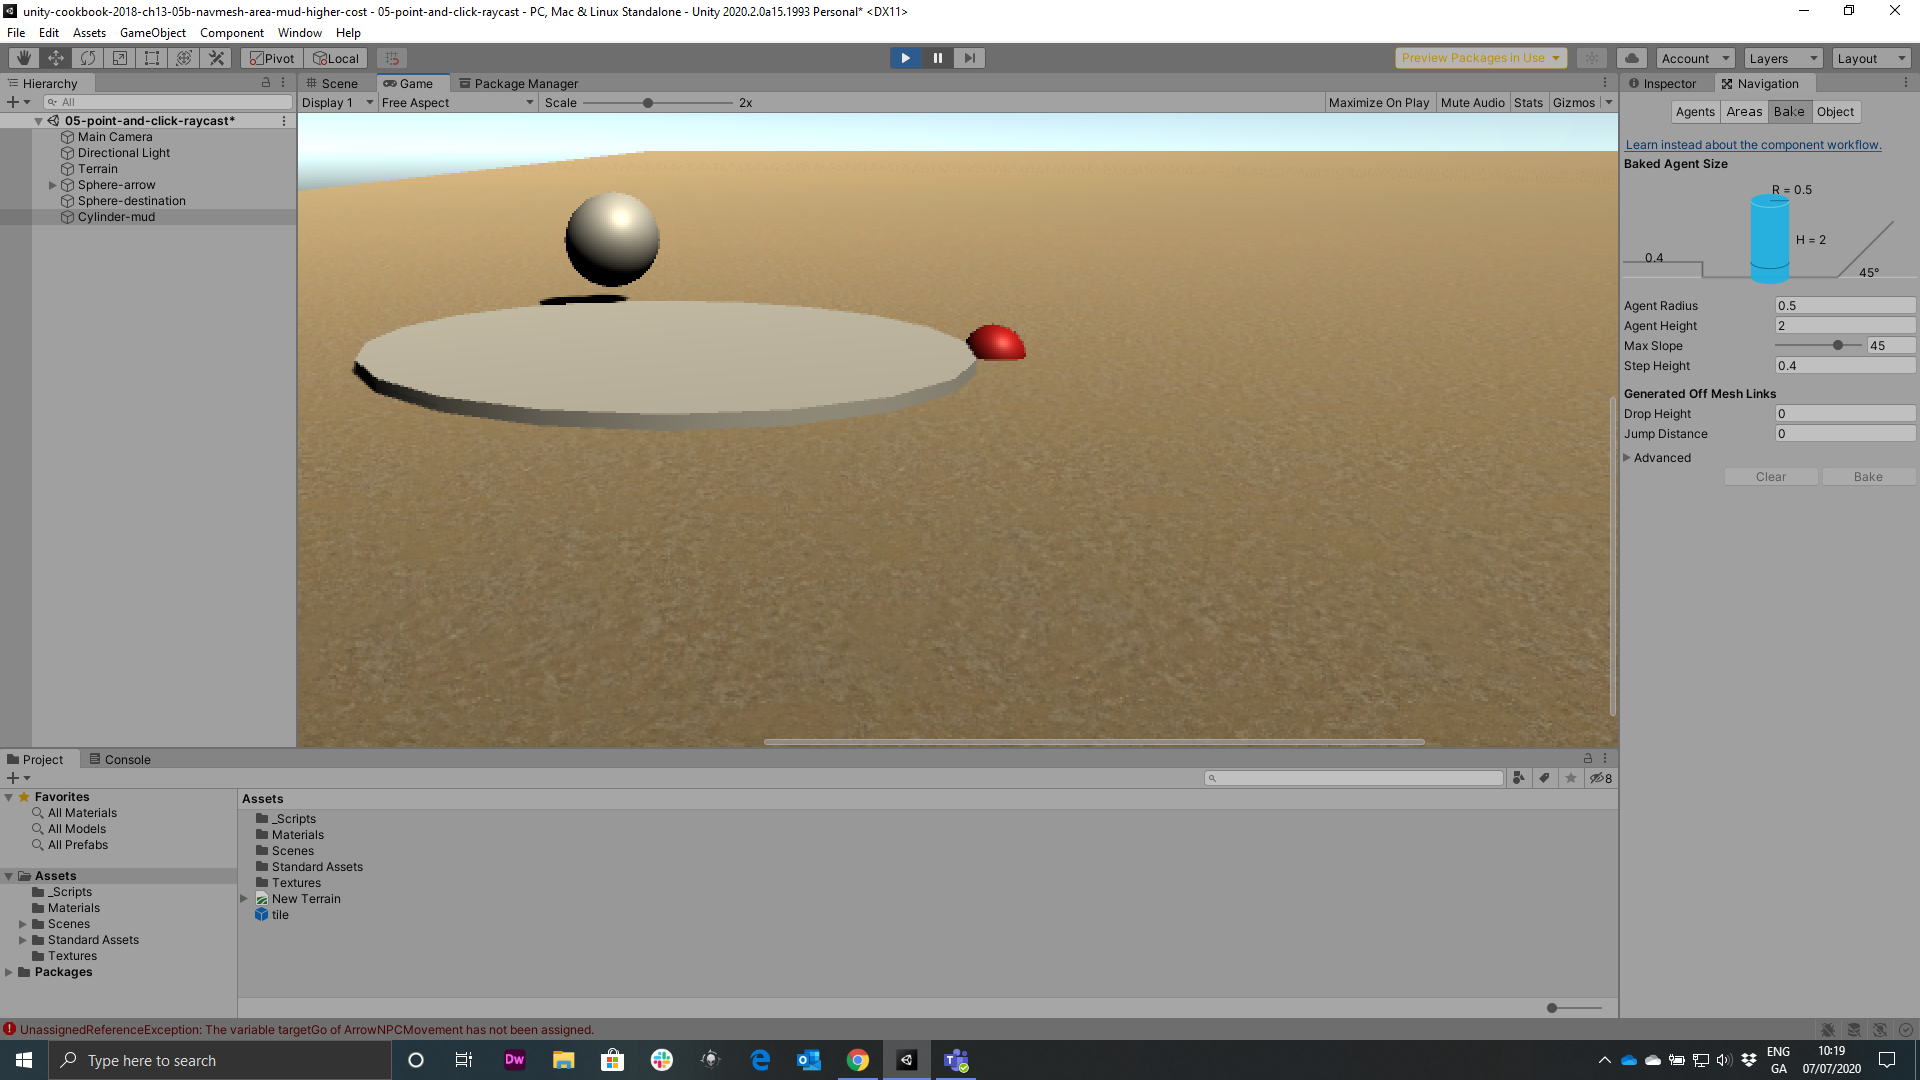 unity-cookbook-2018-ch13-05b-navmesh-area-mud-higher-cost - 05-point-and-click-raycast - PC, Mac & Linux Standalone - Unity 2020.2.0a15.1993 Personal* <DX11>
File Edit Assets GameObject Component Window Help
Pivot Local Preview Packages in Use Account Layers Layout
Hierarchy Scene Game Package Manager Inspector Navigation
All Display 1 Free Aspect Scale 2x Maximize On Play Mute Audio Stats Gizmos
Agents Areas Bake Object
05-point-and-click-raycast*
Main Camera
Directional Light
Terrain
Sphere-arrow
Sphere-destination
Cylinder-mud
Learn instead about the component workflow.
Baked Agent Size
R = 0.5
H = 2
0.4
45°
Agent Radius 0.5
Agent Height 2
Max Slope 45
Step Height 0.4
Generated Off Mesh Links
Drop Height 0
Jump Distance 0
Advanced
Clear Bake
Project Console
8
Favorites
All Materials
All Models
All Prefabs
Assets
_Scripts
Materials
Scenes
Standard Assets
Textures
Packages
Assets
_Scripts
Materials
Scenes
Standard Assets
Textures
New Terrain
tile
UnassignedReferenceException: The variable targetGo of ArrowNPCMovement has not been assigned.
Type here to search
Dw
ENG
GA
10:19
07/07/2020